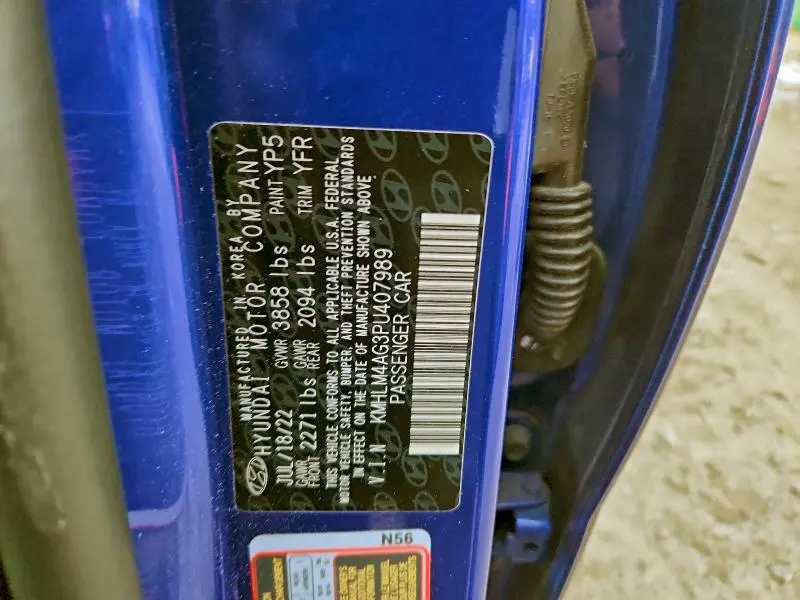 MANUFACTURED IN KOREA BY
HYUNDAI MOTOR COMPANY
JUL/18/22 GVWR 3858 lbs PAINT YP5
GAWR FRONT 2271 lbs GAWR REAR 2094 lbs TRIM YFR
THIS VEHICLE CONFORMS TO ALL APPLICABLE U.S.A. FEDERAL
MOTOR VEHICLE SAFETY, BUMPER, AND THEFT PREVENTION STANDARDS
IN EFFECT ON THE DATE OF MANUFACTURE SHOWN ABOVE
V.I.N KMHLM4AG3PU407989
PASSENGER CAR
N56